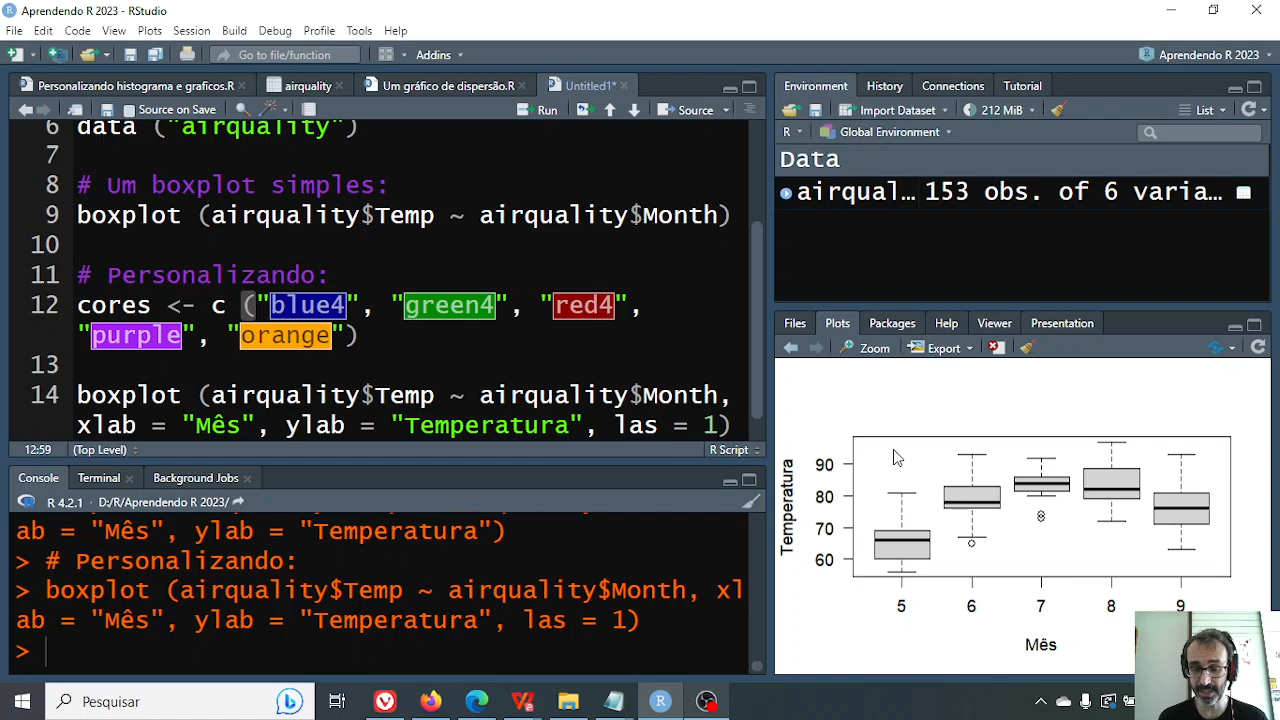 Aprendendo R 2023 - RStudio
File Edit Code View Plots Session Build Debug Profile Tools Help
Go to file/function Addins Aprendendo R 2023
Personalizando histograma e graficos.R airquality Um gráfico de dispersão.R Untitled1*
Source on Save Run Source
6 data ("airquality")
7
8 # Um boxplot simples:
9 boxplot (airquality$Temp ~ airquality$Month)
10
11 # Personalizando:
12 cores <- c ("blue4", "green4", "red4",
"purple", "orange")
13
14 boxplot (airquality$Temp ~ airquality$Month,
xlab = "Mês", ylab = "Temperatura", las = 1)
12:59 (Top Level) R Script
Console Terminal Background Jobs
R 4.2.1 · D:/R/Aprendendo R 2023/
ab = "Mês", ylab = "Temperatura")
> # Personalizando:
> boxplot (airquality$Temp ~ airquality$Month, xl
ab = "Mês", ylab = "Temperatura", las = 1)
>
Environment History Connections Tutorial
Import Dataset 212 MiB List
R Global Environment
Data
airqual… 153 obs. of 6 varia…
Files Plots Packages Help Viewer Presentation
Zoom Export
Temperatura
90
80
70
60
5 6 7 8 9
Mês
Pesquisar